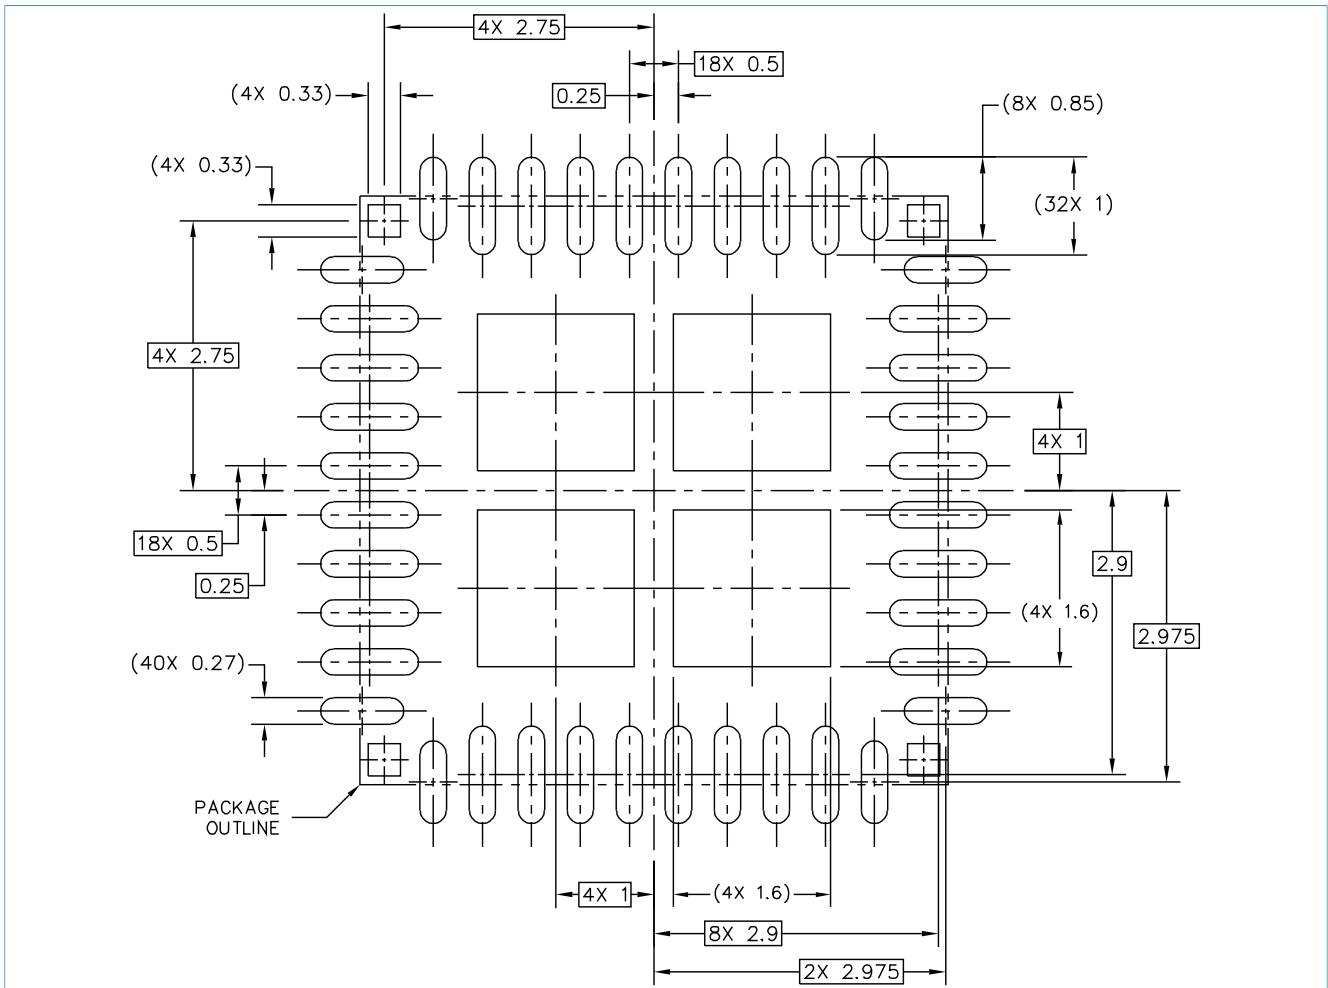 4X 2.75
18X 0.5
(4X 0.33)
0.25
(8X 0.85)
(4X 0.33)
(32X 1)
4X 2.75
4X 1
18X 0.5
2.9
0.25
(4X 1.6)
2.975
(40X 0.27)
PACKAGE
OUTLINE
4X 1
(4X 1.6)
8X 2.9
2X 2.975